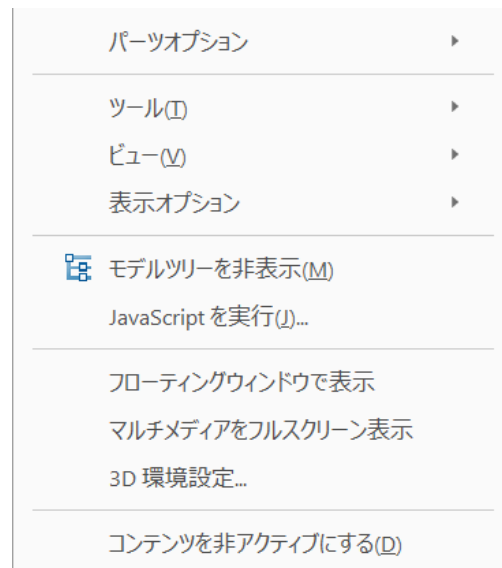 パーツオプション
ツール(T)
ビュー(V)
表示オプション
モデルツリーを非表示(M)
JavaScript を実行(J)...
フローティングウィンドウで表示
マルチメディアをフルスクリーン表示
3D 環境設定...
コンテンツを非アクティブにする(D)